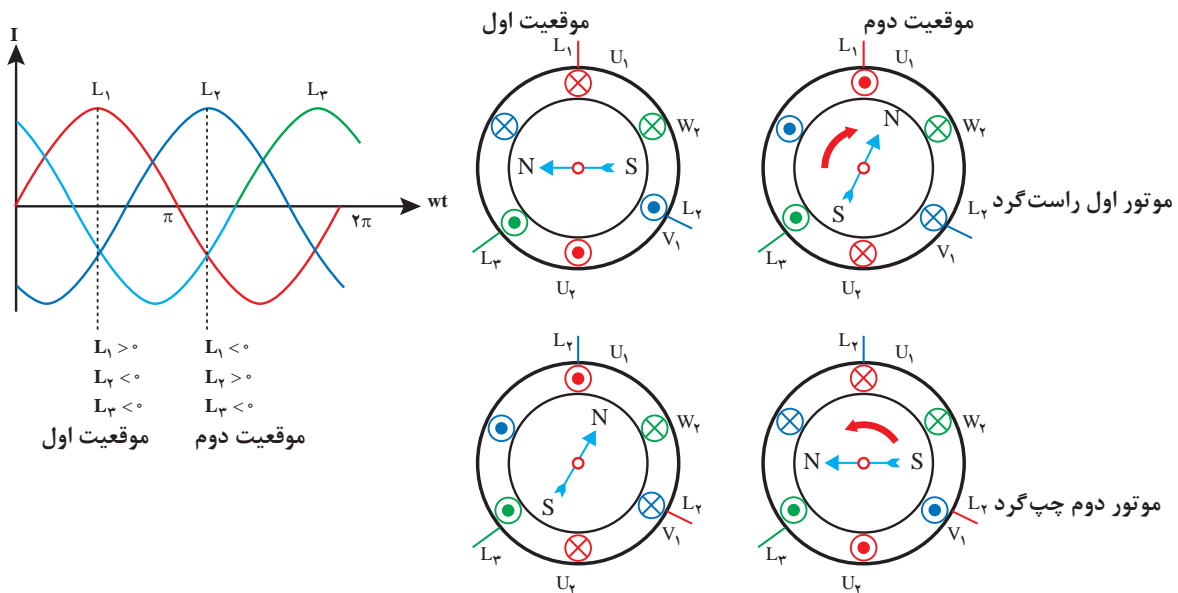 I
L۱
L۲
L۳
wt
π
۲π
L۱ >۰
L۲ <۰
L۳ <۰
موقعیت اول
L۱ <۰
L۲ >۰
L۳ <۰
موقعیت دوم
موقعیت اول
L۱
U۱
W۲
N
S
L۲
V۱
L۳
U۲
موقعیت دوم
L۱
U۱
W۲
N
S
L۲
V۱
L۳
U۲
موتور اول راست‌گرد
L۲
U۱
W۲
N
S
L۲
V۱
L۳
U۲
L۲
U۱
W۲
N
S
L۲
V۱
L۳
U۲
موتور دوم چپ‌گرد